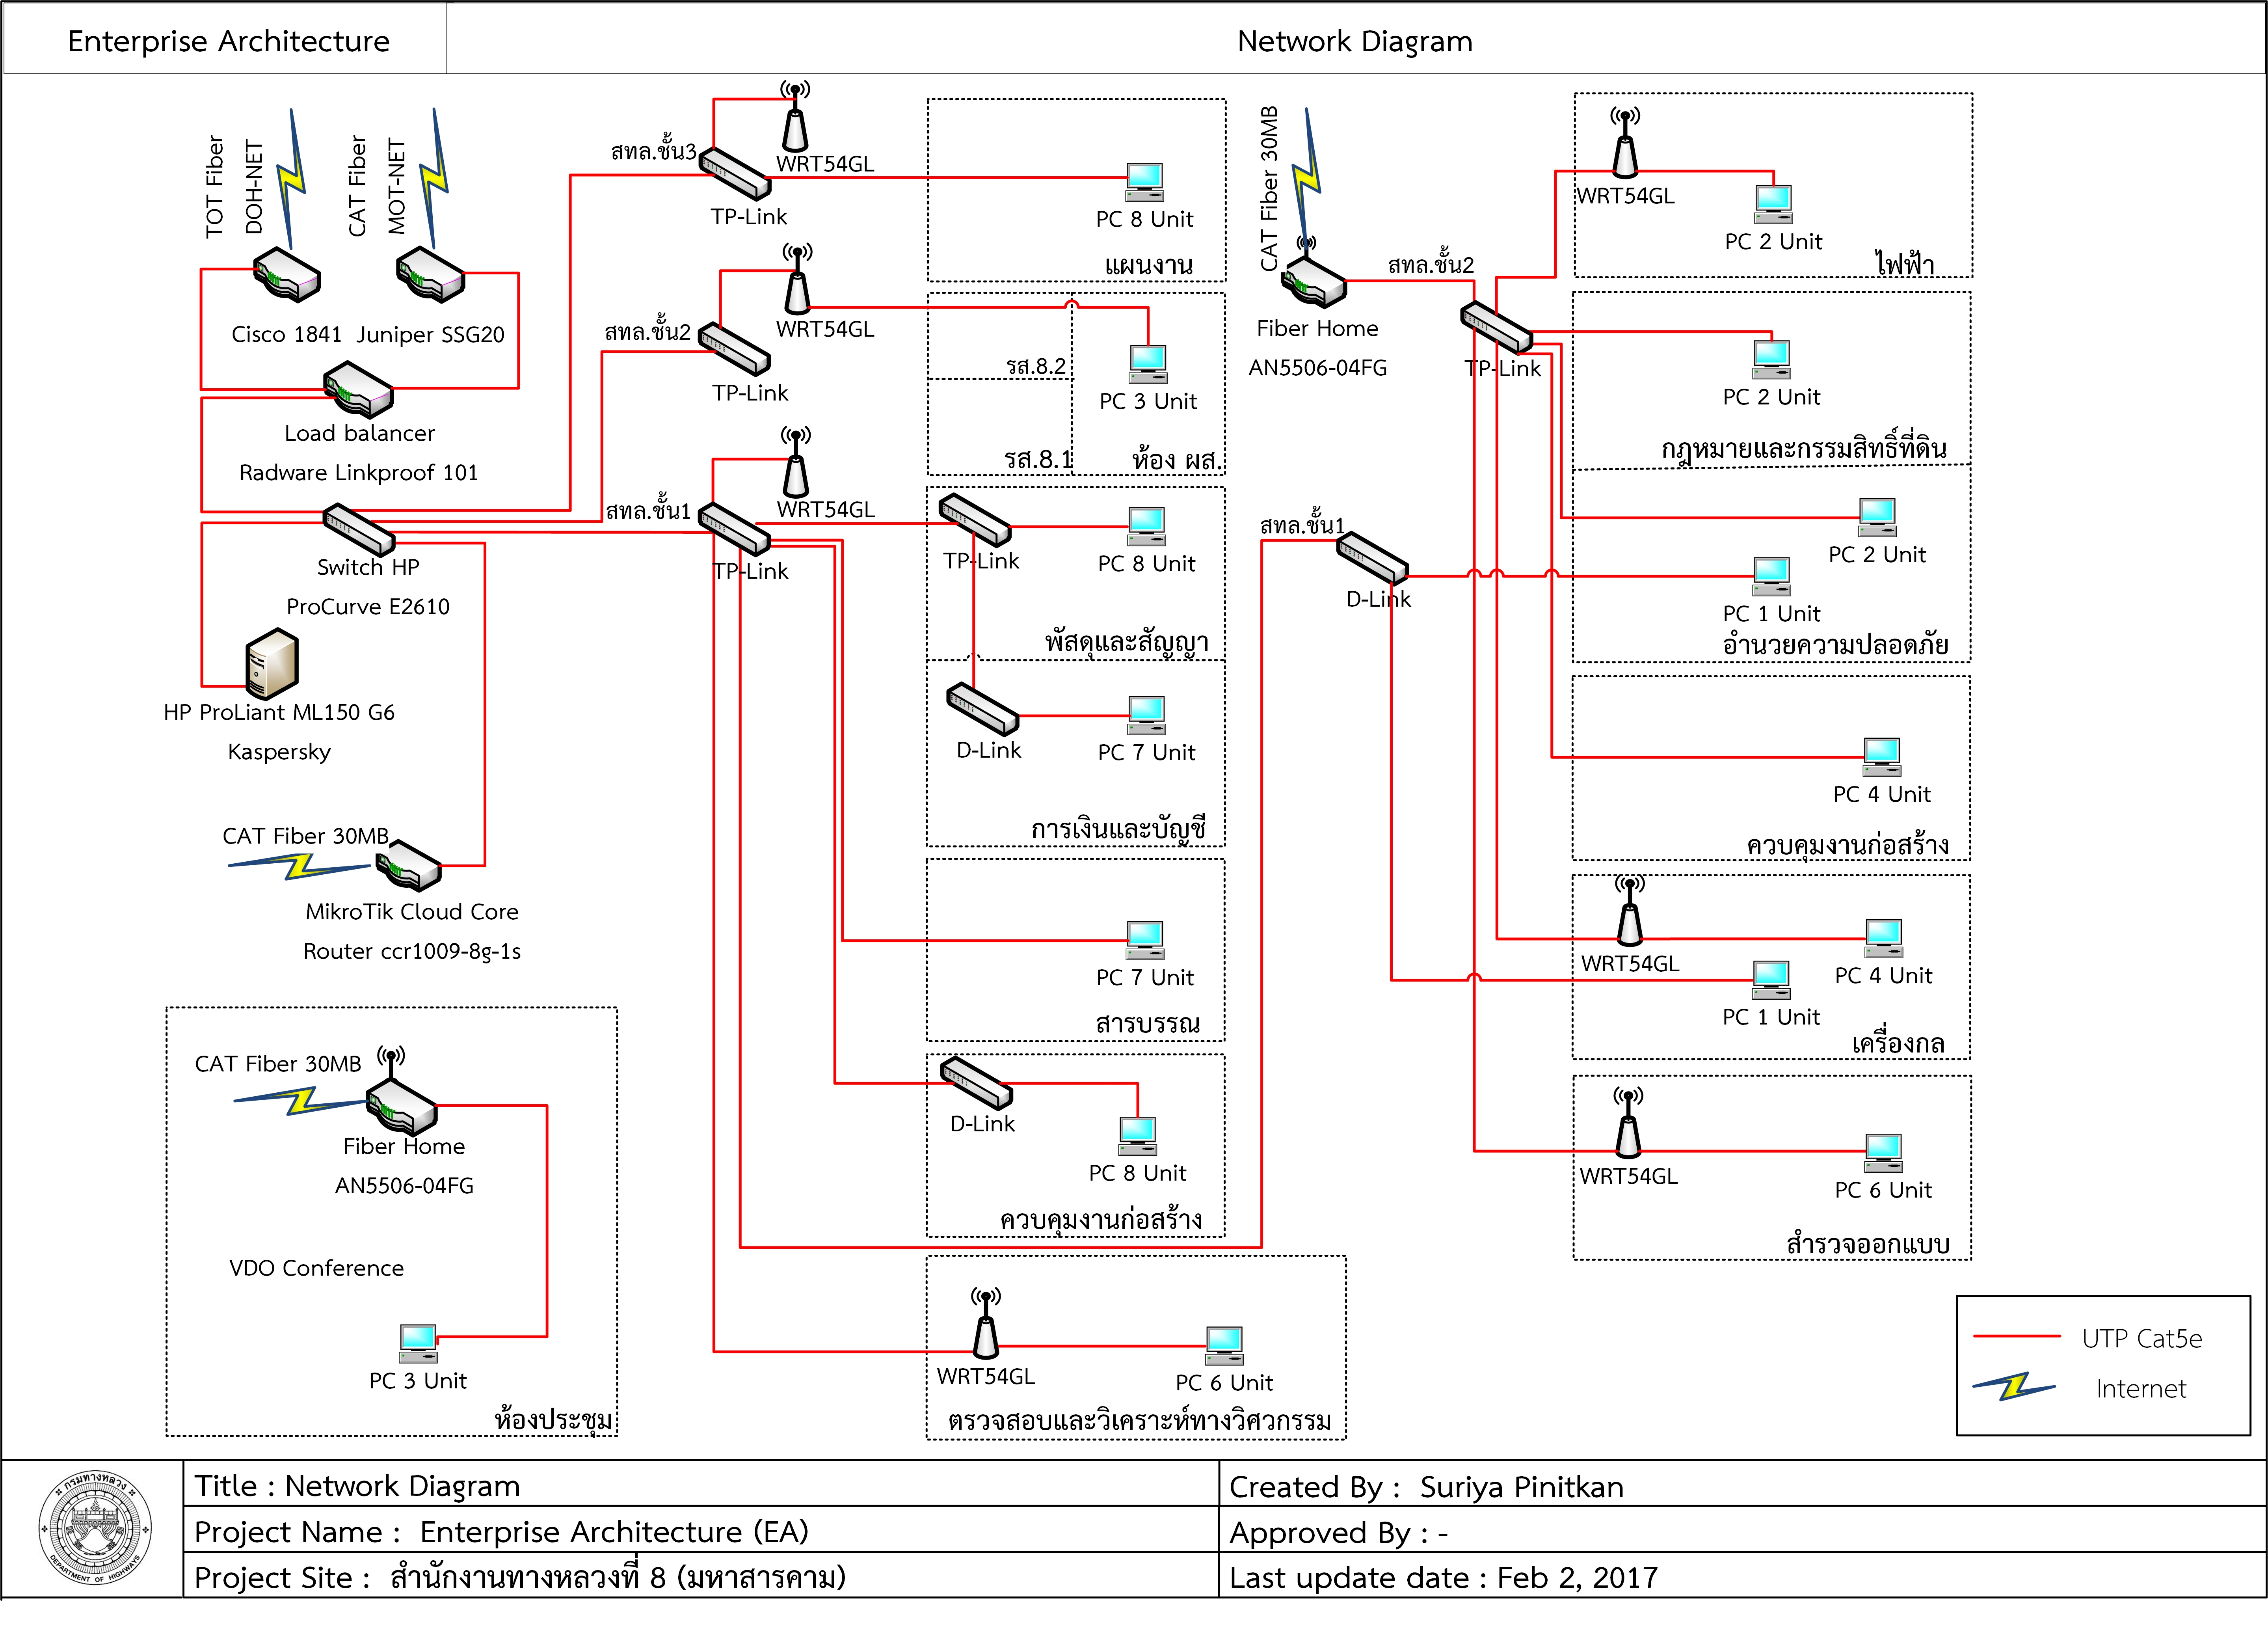 Enterprise Architecture
Network Diagram
TOT Fiber
DOH-NET
CAT Fiber
MOT-NET
Cisco 1841
Juniper SSG20
Load balancer
Radware Linkproof 101
Switch HP
ProCurve E2610
HP ProLiant ML150 G6
Kaspersky
CAT Fiber 30MB
MikroTik Cloud Core
Router ccr1009-8g-1s
CAT Fiber 30MB
Fiber Home
AN5506-04FG
VDO Conference
PC 3 Unit
ห้องประชุม
สทล.ชั้น3
WRT54GL
TP-Link
PC 8 Unit
แผนงาน
สทล.ชั้น2
WRT54GL
TP-Link
รส.8.2
รส.8.1
PC 3 Unit
ห้อง ผส.
สทล.ชั้น1
WRT54GL
TP-Link
TP-Link
PC 8 Unit
พัสดุและสัญญา
D-Link
PC 7 Unit
การเงินและบัญชี
PC 7 Unit
สารบรรณ
D-Link
PC 8 Unit
ควบคุมงานก่อสร้าง
WRT54GL
PC 6 Unit
ตรวจสอบและวิเคราะห์ทางวิศวกรรม
CAT Fiber 30MB
Fiber Home
AN5506-04FG
สทล.ชั้น2
TP-Link
สทล.ชั้น1
D-Link
WRT54GL
PC 2 Unit
ไฟฟ้า
PC 2 Unit
กฎหมายและกรรมสิทธิ์ที่ดิน
PC 2 Unit
PC 1 Unit
อำนวยความปลอดภัย
PC 4 Unit
ควบคุมงานก่อสร้าง
WRT54GL
PC 4 Unit
PC 1 Unit
เครื่องกล
WRT54GL
PC 6 Unit
สำรวจออกแบบ
UTP Cat5e
Internet
กรมทางหลวง
DEPARTMENT OF HIGHWAYS
Title : Network Diagram
Project Name : Enterprise Architecture (EA)
Project Site : สำนักงานทางหลวงที่ 8 (มหาสารคาม)
Created By : Suriya Pinitkan
Approved By : -
Last update date : Feb 2, 2017